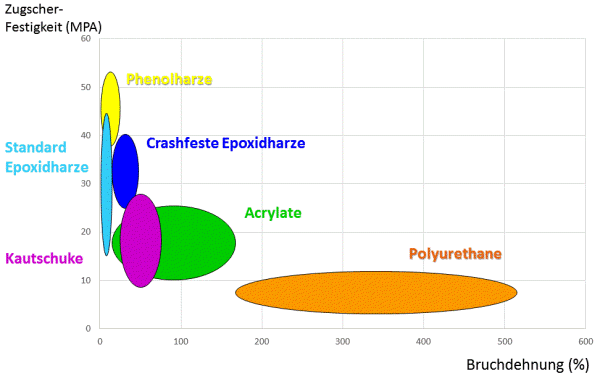 Zugscher-
Festigkeit (MPA)
60
50
40
30
20
10
0
Phenolharze
Standard
Epoxidharze
Crashfeste Epoxidharze
Acrylate
Kautschuke
Polyurethane
0
100
200
300
400
500
600
Bruchdehnung (%)